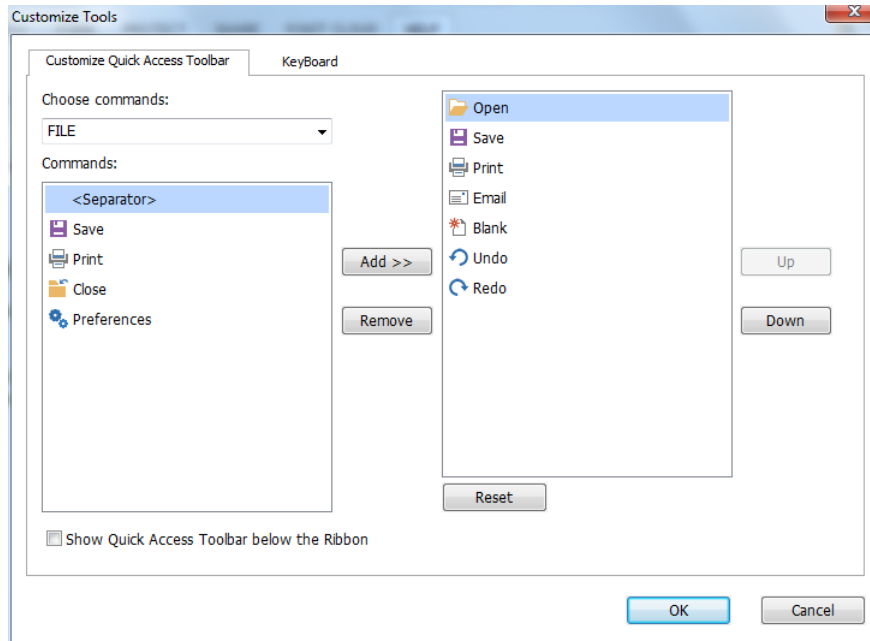 Customize Tools
Customize Quick Access Toolbar
KeyBoard
Choose commands:
FILE
Commands:
<Separator>
Save
Print
Close
Preferences
Add >>
Remove
Open
Save
Print
Email
Blank
Undo
Redo
Up
Down
Reset
Show Quick Access Toolbar below the Ribbon
OK
Cancel